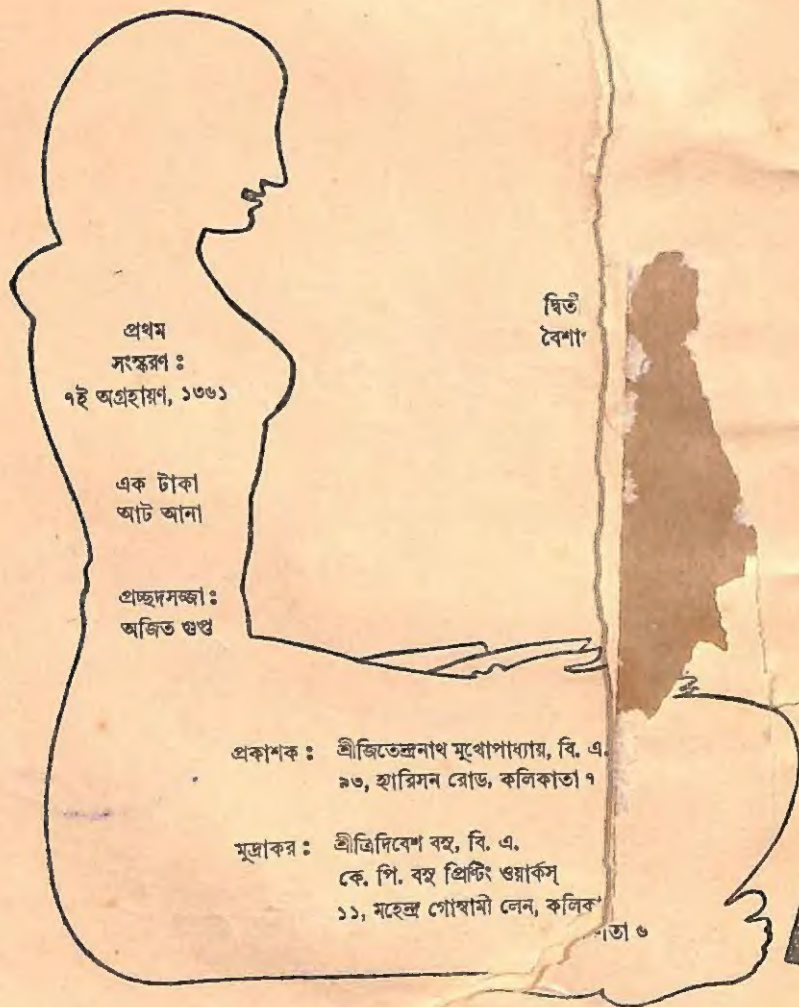 প্রথম
সংস্করণ :
৭ই অগ্রহায়ণ, ১৩৬১
এক টাকা
আট আনা
প্রচ্ছদসজ্জা :
অজিত গুপ্ত
দ্বিতী
বৈশা
প্রকাশক : শ্রীজিতেন্দ্রনাথ মুখোপাধ্যায়, বি. এ.
৯৩, হ্যারিসন রোড, কলিকাতা ৭
মুদ্রাকর : শ্রীত্রিদিবেশ বসু, বি. এ.
কে. পি. বসু প্রিন্টিং ওয়ার্কস্
১১, মহেন্দ্র গোস্বামী লেন, কলিকাতা ৬